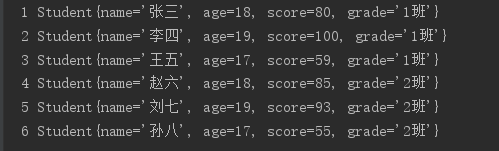 1 Student{name='张三', age=18, score=80, grade='1班'}
2 Student{name='李四', age=19, score=100, grade='1班'}
3 Student{name='王五', age=17, score=59, grade='1班'}
4 Student{name='赵六', age=18, score=85, grade='2班'}
5 Student{name='刘七', age=19, score=93, grade='2班'}
6 Student{name='孙八', age=17, score=55, grade='2班'}